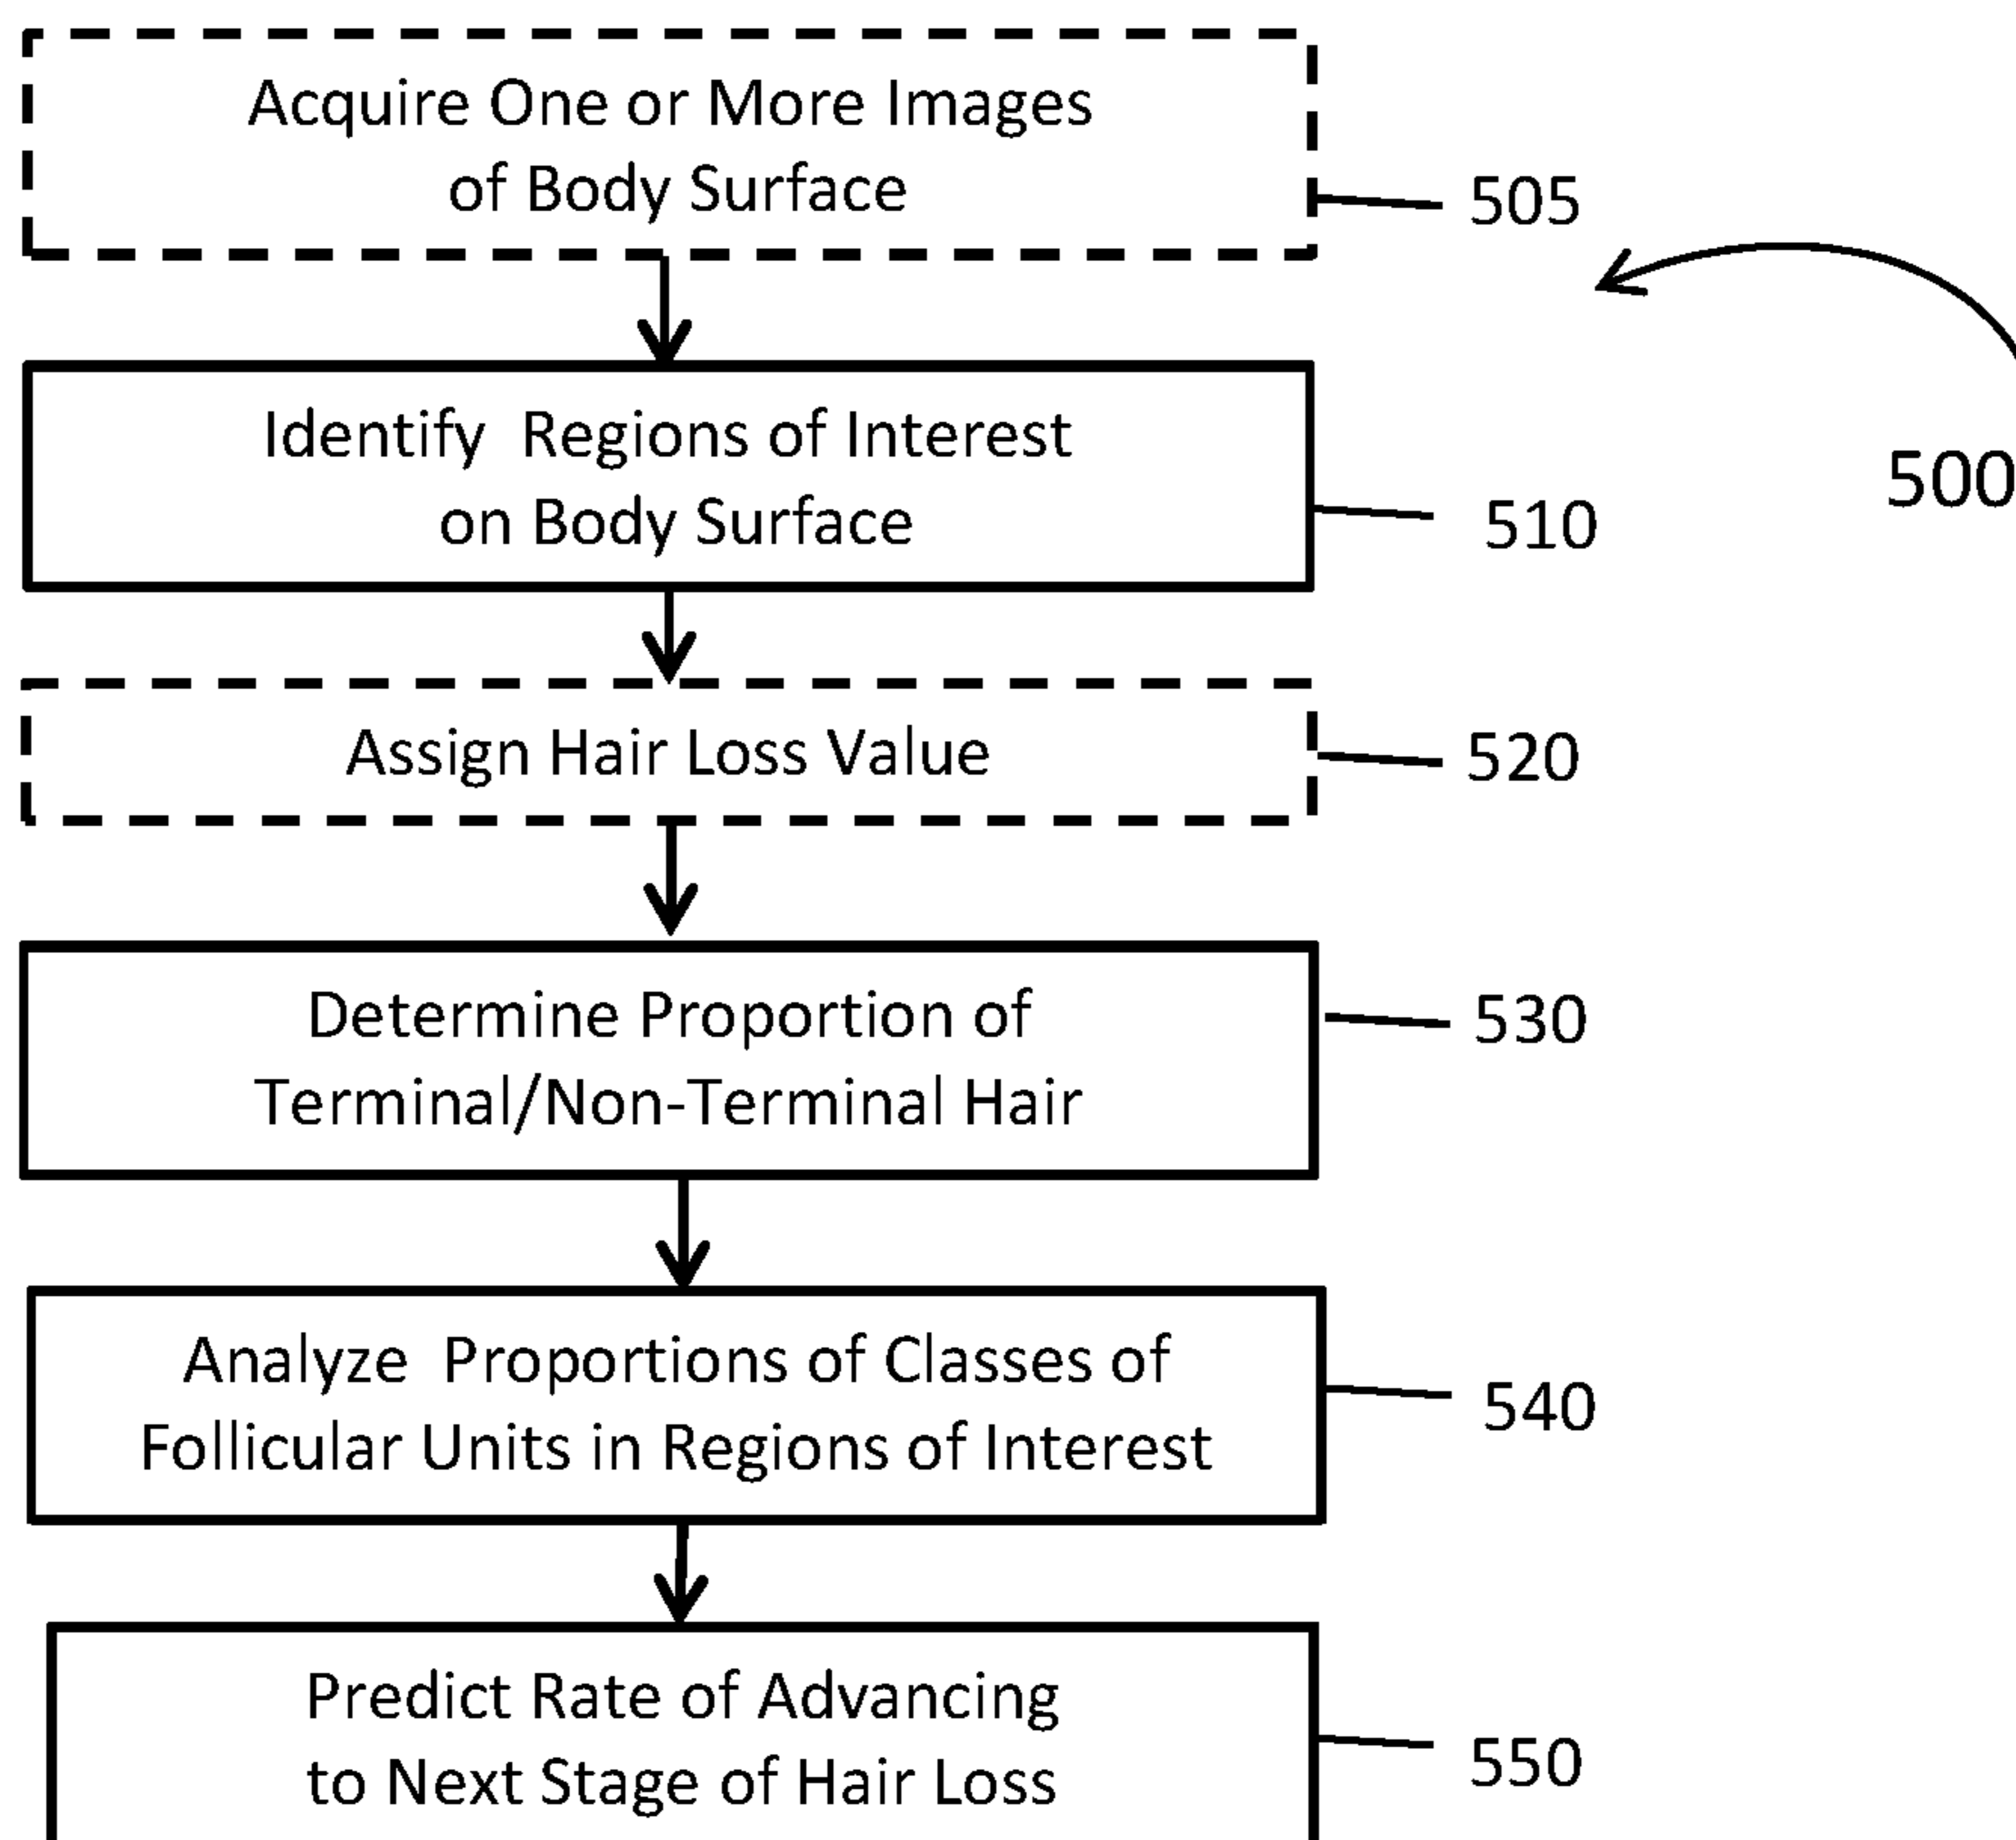 Acquire One or More Images
of Body Surface
505
Identify Regions of Interest
on Body Surface
510
500
Assign Hair Loss Value
520
Determine Proportion of
Terminal/Non-Terminal Hair
530
Analyze Proportions of Classes of
Follicular Units in Regions of Interest
540
Predict Rate of Advancing
to Next Stage of Hair Loss
550